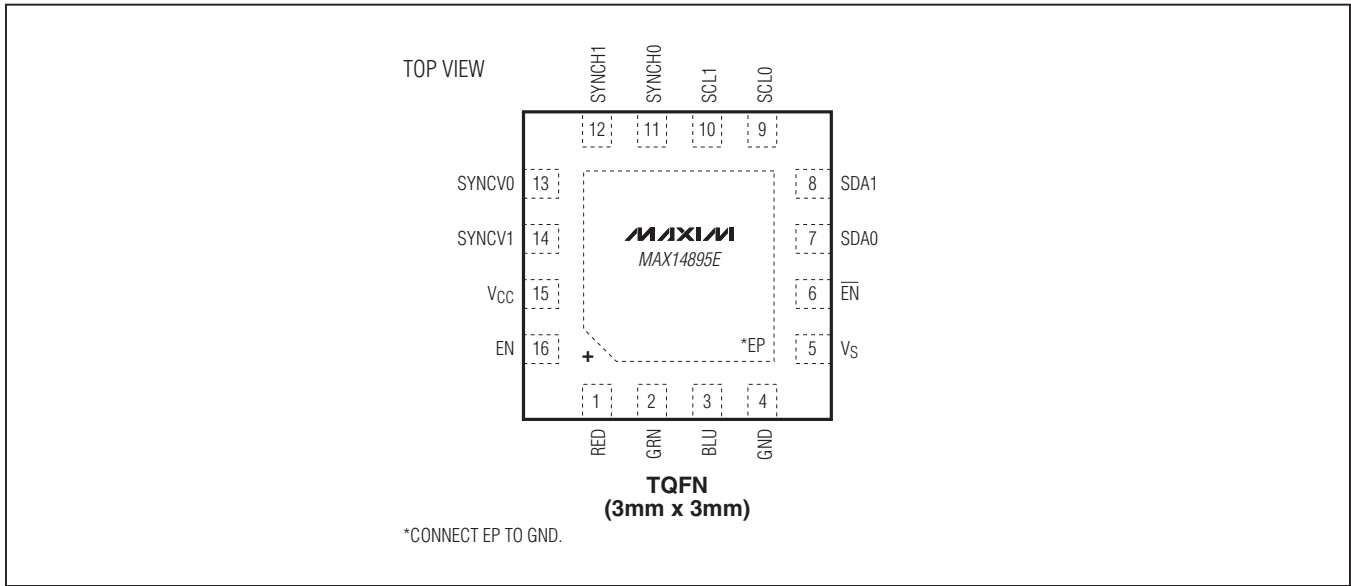 TOP VIEW
SYNCH1
SYNCH0
SCL1
SCL0
12
11
10
9
SYNCV0 13
8 SDA1
SYNCV1 14
MAXIM
7 SDA0
MAX14895E
VCC 15
6 EN
EN 16
+
*EP
5 VS
1
2
3
4
RED
GRN
BLU
GND
TQFN
(3mm x 3mm)
*CONNECT EP TO GND.